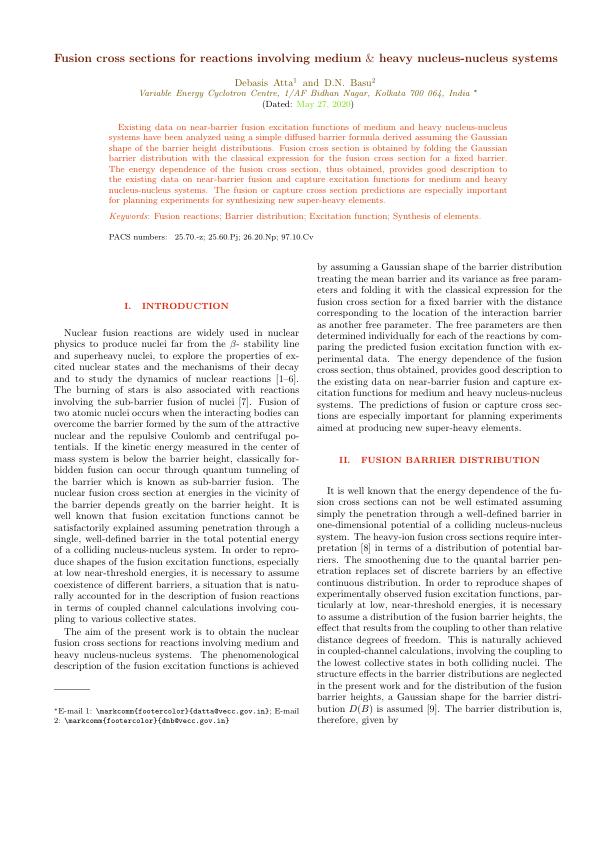 Fusion cross sections for reactions involving medium & heavy nucleus-nucleus systems
Debasis Atta¹ and D.N. Basu²
Variable Energy Cyclotron Centre, 1/AF Bidhan Nagar, Kolkata 700 064, India *
(Dated: May 27, 2020)
Existing data on near-barrier fusion excitation functions of medium and heavy nucleus-nucleus
systems have been analyzed using a simple diffused barrier formula derived assuming the Gaussian
shape of the barrier height distributions. Fusion cross section is obtained by folding the Gaussian
barrier distribution with the classical expression for the fusion cross section for a fixed barrier.
The energy dependence of the fusion cross section, thus obtained, provides good description to
the existing data on near-barrier fusion and capture excitation functions for medium and heavy
nucleus-nucleus systems. The fusion or capture cross section predictions are especially important
for planning experiments for synthesizing new super-heavy elements.
Keywords: Fusion reactions; Barrier distribution; Excitation function; Synthesis of elements.
PACS numbers: 25.70.-z; 25.60.Pj; 26.20.Np; 97.10.Cv
I. INTRODUCTION
Nuclear fusion reactions are widely used in nuclear
physics to produce nuclei far from the β- stability line
and superheavy nuclei, to explore the properties of ex-
cited nuclear states and the mechanisms of their decay
and to study the dynamics of nuclear reactions [1–6].
The burning of stars is also associated with reactions
involving the sub-barrier fusion of nuclei [7]. Fusion of
two atomic nuclei occurs when the interacting bodies can
overcome the barrier formed by the sum of the attractive
nuclear and the repulsive Coulomb and centrifugal po-
tentials. If the kinetic energy measured in the center of
mass system is below the barrier height, classically for-
bidden fusion can occur through quantum tunneling of
the barrier which is known as sub-barrier fusion. The
nuclear fusion cross section at energies in the vicinity of
the barrier depends greatly on the barrier height. It is
well known that fusion excitation functions cannot be
satisfactorily explained assuming penetration through a
single, well-defined barrier in the total potential energy
of a colliding nucleus-nucleus system. In order to repro-
duce shapes of the fusion excitation functions, especially
at low near-threshold energies, it is necessary to assume
coexistence of different barriers, a situation that is natu-
rally accounted for in the description of fusion reactions
in terms of coupled channel calculations involving cou-
pling to various collective states.
The aim of the present work is to obtain the nuclear
fusion cross sections for reactions involving medium and
heavy nucleus-nucleus systems. The phenomenological
description of the fusion excitation functions is achieved
*E-mail 1: \markcomm{footercolor}{datta@vecc.gov.in}; E-mail
2: \markcomm{footercolor}{dnb@vecc.gov.in}
by assuming a Gaussian shape of the barrier distribution
treating the mean barrier and its variance as free param-
eters and folding it with the classical expression for the
fusion cross section for a fixed barrier with the distance
corresponding to the location of the interaction barrier
as another free parameter. The free parameters are then
determined individually for each of the reactions by com-
paring the predicted fusion excitation function with ex-
perimental data. The energy dependence of the fusion
cross section, thus obtained, provides good description to
the existing data on near-barrier fusion and capture ex-
citation functions for medium and heavy nucleus-nucleus
systems. The predictions of fusion or capture cross sec-
tions are especially important for planning experiments
aimed at producing new super-heavy elements.
II. FUSION BARRIER DISTRIBUTION
It is well known that the energy dependence of the fu-
sion cross sections can not be well estimated assuming
simply the penetration through a well-defined barrier in
one-dimensional potential of a colliding nucleus-nucleus
system. The heavy-ion fusion cross sections require inter-
pretation [8] in terms of a distribution of potential bar-
riers. The smoothening due to the quantal barrier pen-
etration replaces set of discrete barriers by an effective
continuous distribution. In order to reproduce shapes of
experimentally observed fusion excitation functions, par-
ticularly at low, near-threshold energies, it is necessary
to assume a distribution of the fusion barrier heights, the
effect that results from the coupling to other than relative
distance degrees of freedom. This is naturally achieved
in coupled-channel calculations, involving the coupling to
the lowest collective states in both colliding nuclei. The
structure effects in the barrier distributions are neglected
in the present work and for the distribution of the fusion
barrier heights, a Gaussian shape for the barrier distri-
bution D(B) is assumed [9]. The barrier distribution is,
therefore, given by